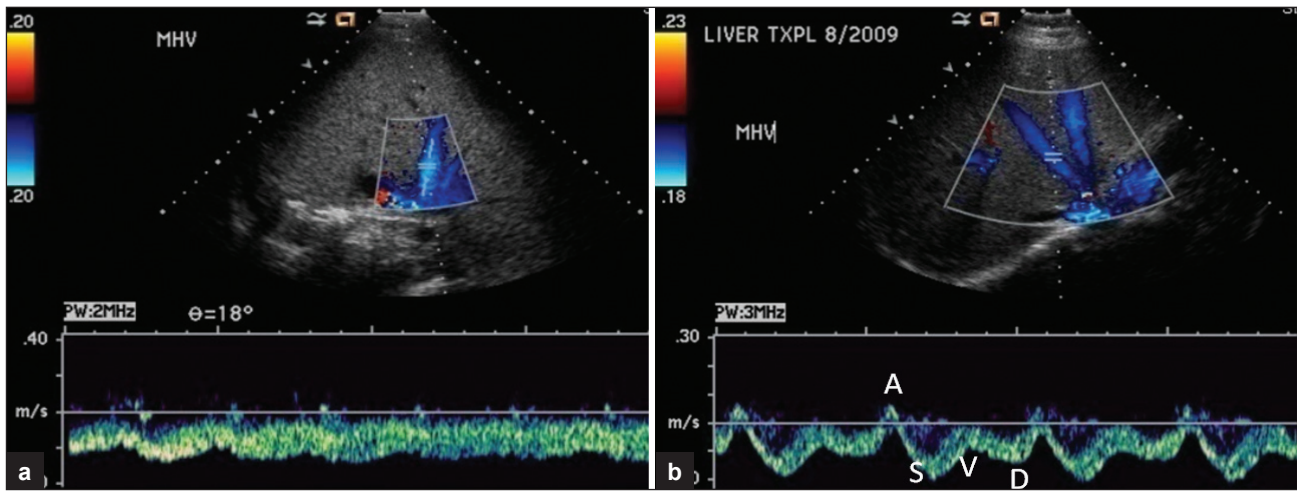 .20
MHV
.20
PW:2MHz
θ=18°
.40
m/s
a
.23
LIVER TXPL 8/2009
MHV
.18
PW:3MHz
.30
A
m/s
S
V
D
b